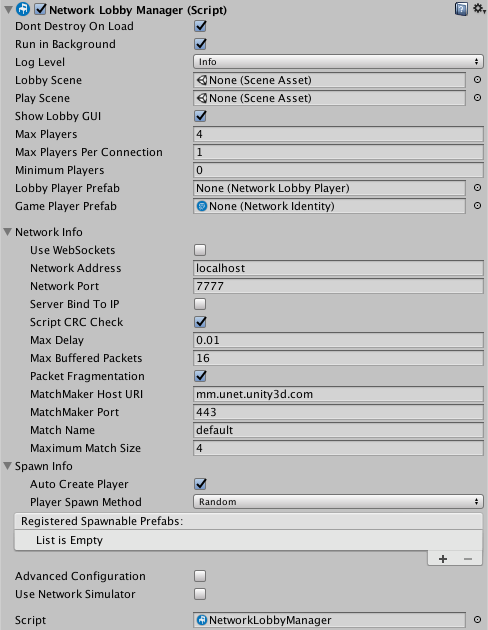 Network Lobby Manager (Script)
Dont Destroy On Load
Run in Background
Log Level Info
Lobby Scene None (Scene Asset)
Play Scene None (Scene Asset)
Show Lobby GUI
Max Players 4
Max Players Per Connection 1
Minimum Players 0
Lobby Player Prefab None (Network Lobby Player)
Game Player Prefab None (Network Identity)
Network Info
Use WebSockets
Network Address localhost
Network Port 7777
Server Bind To IP
Script CRC Check
Max Delay 0.01
Max Buffered Packets 16
Packet Fragmentation
MatchMaker Host URI mm.unet.unity3d.com
MatchMaker Port 443
Match Name default
Maximum Match Size 4
Spawn Info
Auto Create Player
Player Spawn Method Random
Registered Spawnable Prefabs:
List is Empty
+ −
Advanced Configuration
Use Network Simulator
Script NetworkLobbyManager